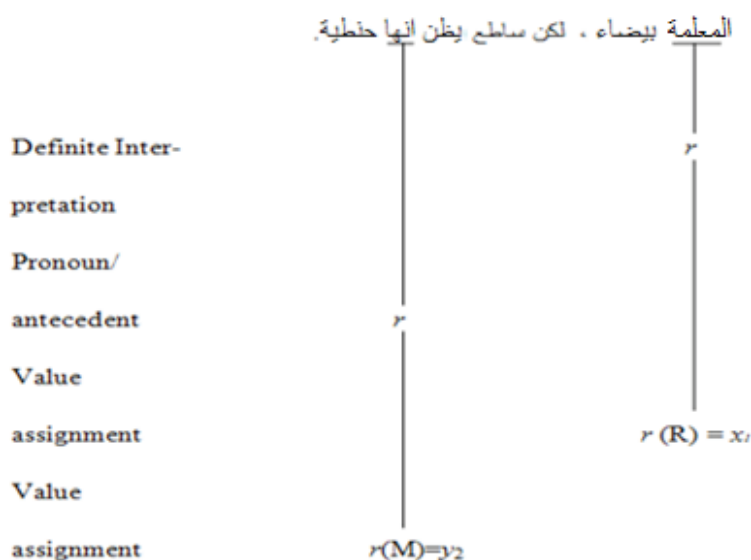 المعلمة بيضاء ، لكن ساطع يظن انها حنطية.
Definite Inter- r
pretation
Pronoun/
antecedent r
Value
assignment r (R) = x₁
Value
assignment r(M)=y₂